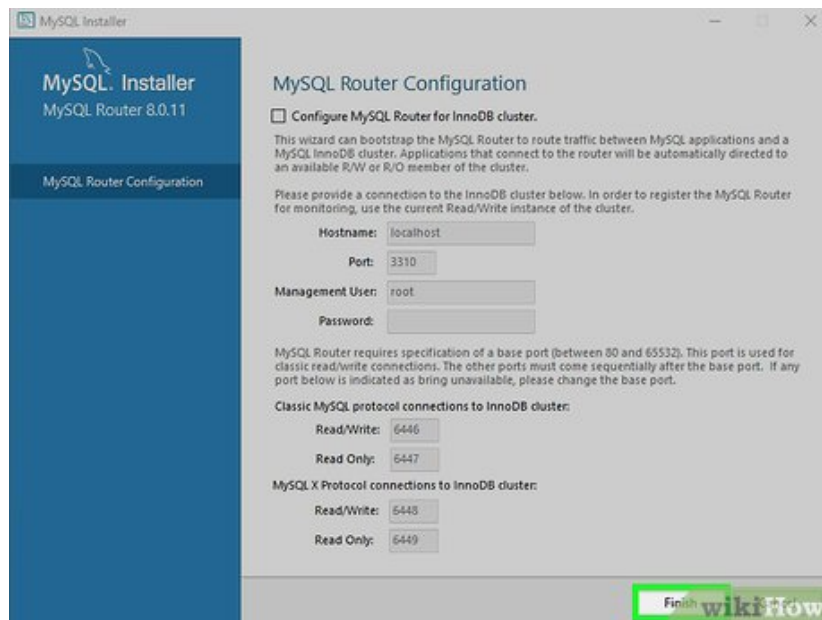 MySQL Installer
MySQL. Installer
MySQL Router 8.0.11
MySQL Router Configuration
MySQL Router Configuration
Configure MySQL Router for InnoDB cluster.
This wizard can bootstrap the MySQL Router to route traffic between MySQL applications and a
MySQL InnoDB cluster. Applications that connect to the router will be automatically directed to
an available R/W or R/O member of the cluster.
Please provide a connection to the InnoDB cluster below. In order to register the MySQL Router
for monitoring, use the current Read/Write instance of the cluster.
Hostname: localhost
Port: 3310
Management User: root
Password:
MySQL Router requires specification of a base port (between 80 and 65532). This port is used for
classic read/write connections. The other ports must come sequentially after the base port. If any
port below is indicated as bring unavailable, please change the base port.
Classic MySQL protocol connections to InnoDB cluster:
Read/Write: 6446
Read Only: 6447
MySQL X Protocol connections to InnoDB cluster:
Read/Write: 6448
Read Only: 6449
Finish
wikiHow